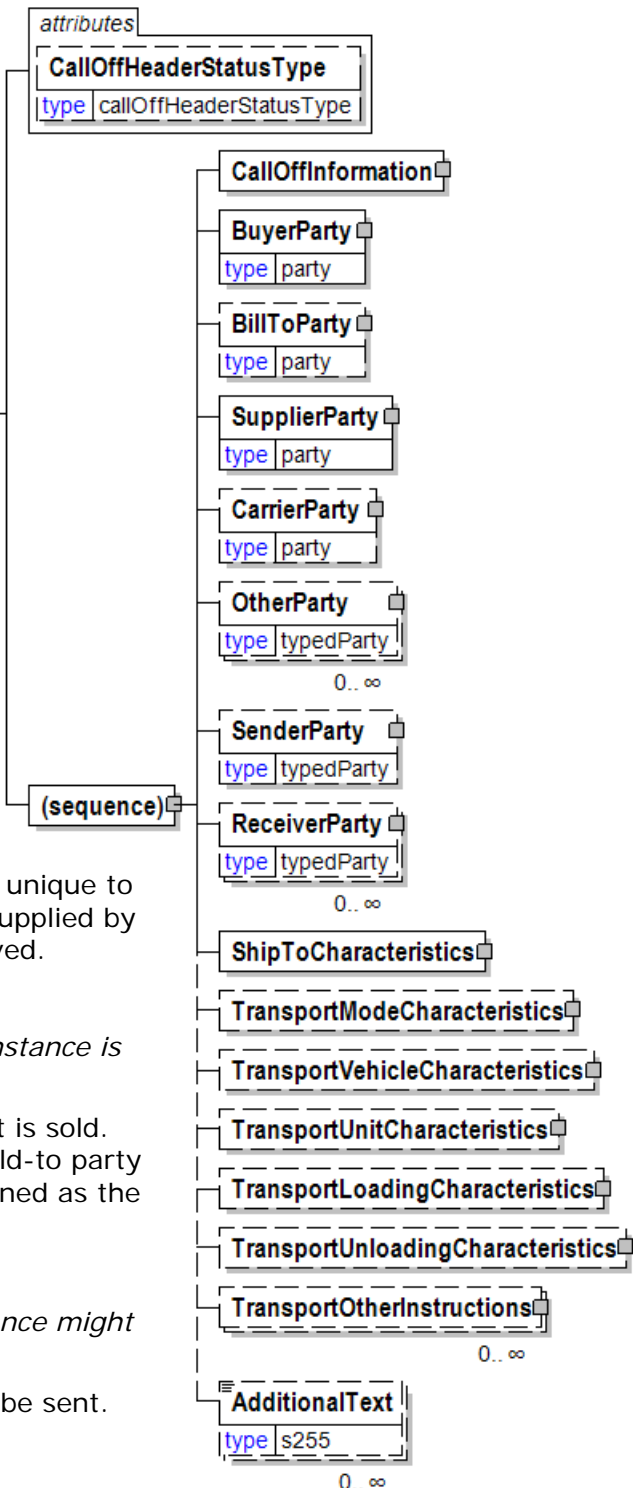 attributes
CallOffHeaderStatusType
type callOffHeaderStatusType
CallOffInformation
BuyerParty
type party
BillToParty
type party
SupplierParty
type party
CarrierParty
type party
OtherParty
type typedParty
0.. ∞
SenderParty
type typedParty
(sequence)
ReceiverParty
type typedParty
0.. ∞
unique to
upplied by
ved.
ShipToCharacteristics
TransportModeCharacteristics
nstance is
TransportVehicleCharacteristics
t is sold.
TransportUnitCharacteristics
ld-to party
ned as the
TransportLoadingCharacteristics
TransportUnloadingCharacteristics
nce might
TransportOtherInstructions
0.. ∞
be sent.
AdditionalText
type s255
0.. ∞